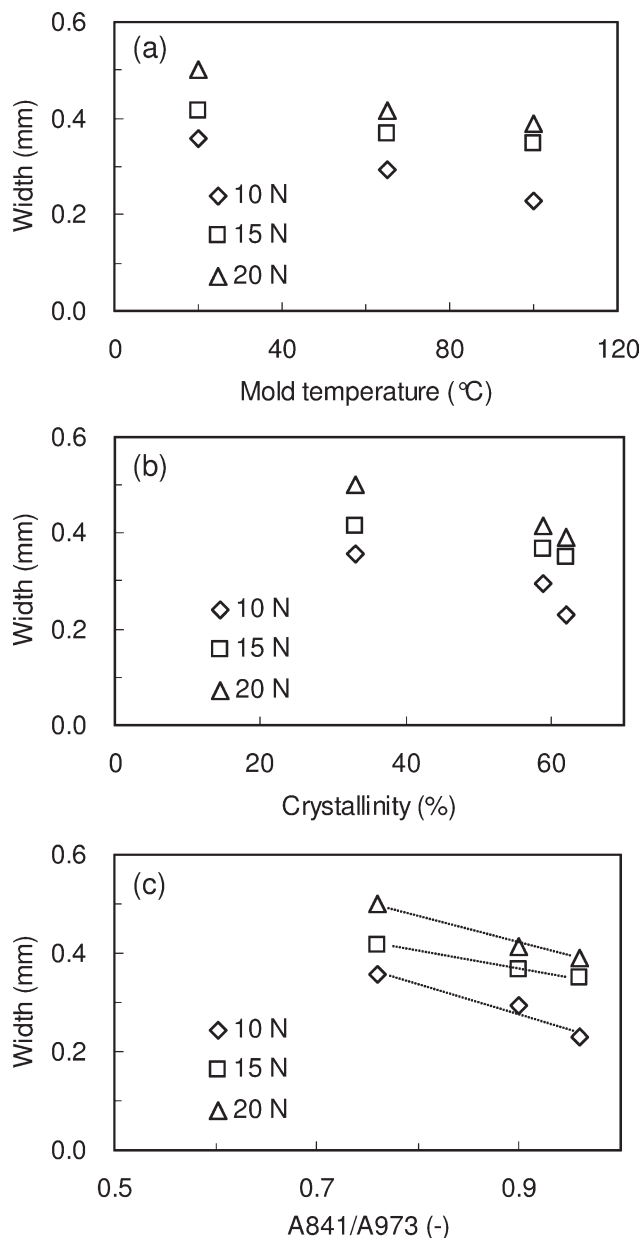 0.6
(a)
0.4
Width (mm)
10 N
0.2
15 N
20 N
0.0
0 40 80 120
Mold temperature (°C)
0.6
(b)
0.4
Width (mm)
10 N
0.2
15 N
20 N
0.0
0 20 40 60
Crystallinity (%)
0.6
(c)
0.4
Width (mm)
10 N
0.2
15 N
20 N
0.0
0.5 0.7 0.9
A841/A973 (-)